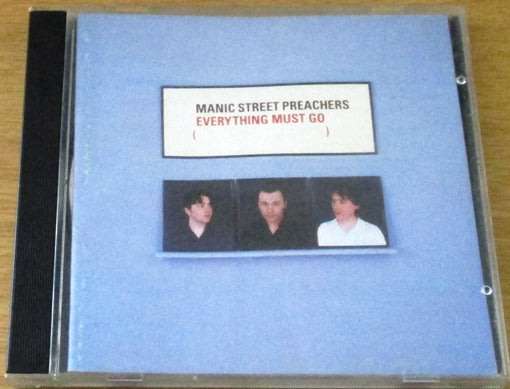 MANIC STREET PREACHERS
EVERYTHING MUST GO
( )